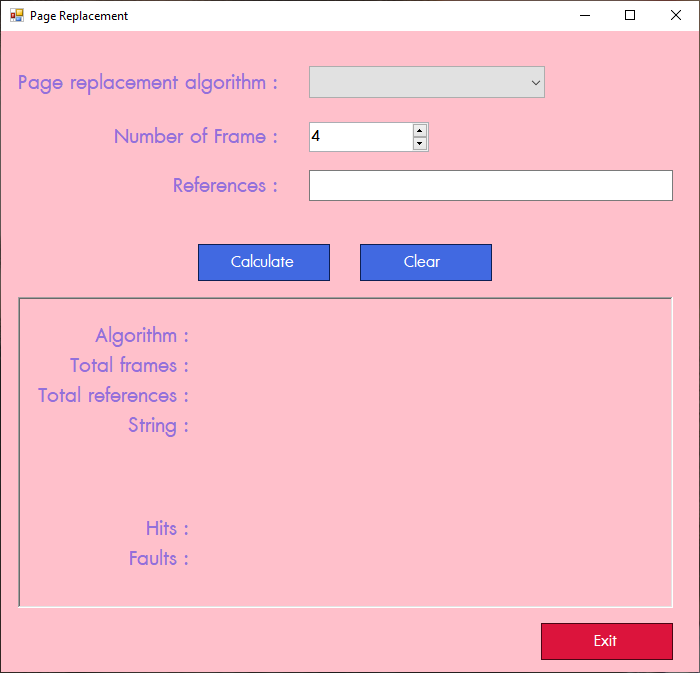 Page Replacement
Page replacement algorithm :
Number of Frame : 4
References :
Calculate Clear
Algorithm :
Total frames :
Total references :
String :
Hits :
Faults :
Exit